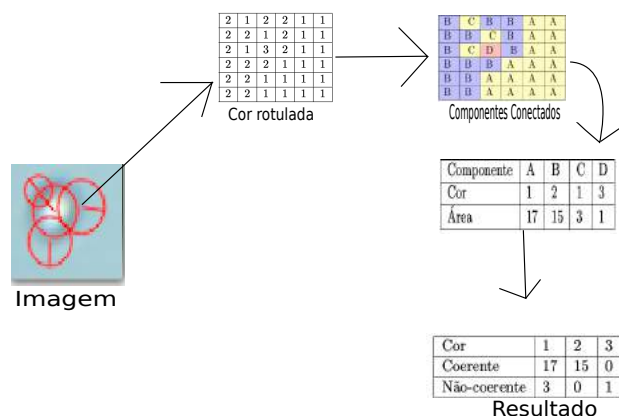 2 1 2 2 1 1
2 2 1 2 1 1
2 1 3 2 1 1
2 2 2 1 1 1
2 2 1 1 1 1
2 2 1 1 1 1
Cor rotulada
B C B B A A
B B C B A A
B C D B A A
B B B A A A
B B A A A A
B B A A A A
Componentes Conectados
Componente A B C D
Cor 1 2 1 3
Área 17 15 3 1
Imagem
Cor 1 2 3
Coerente 17 15 0
Não-coerente 3 0 1
Resultado